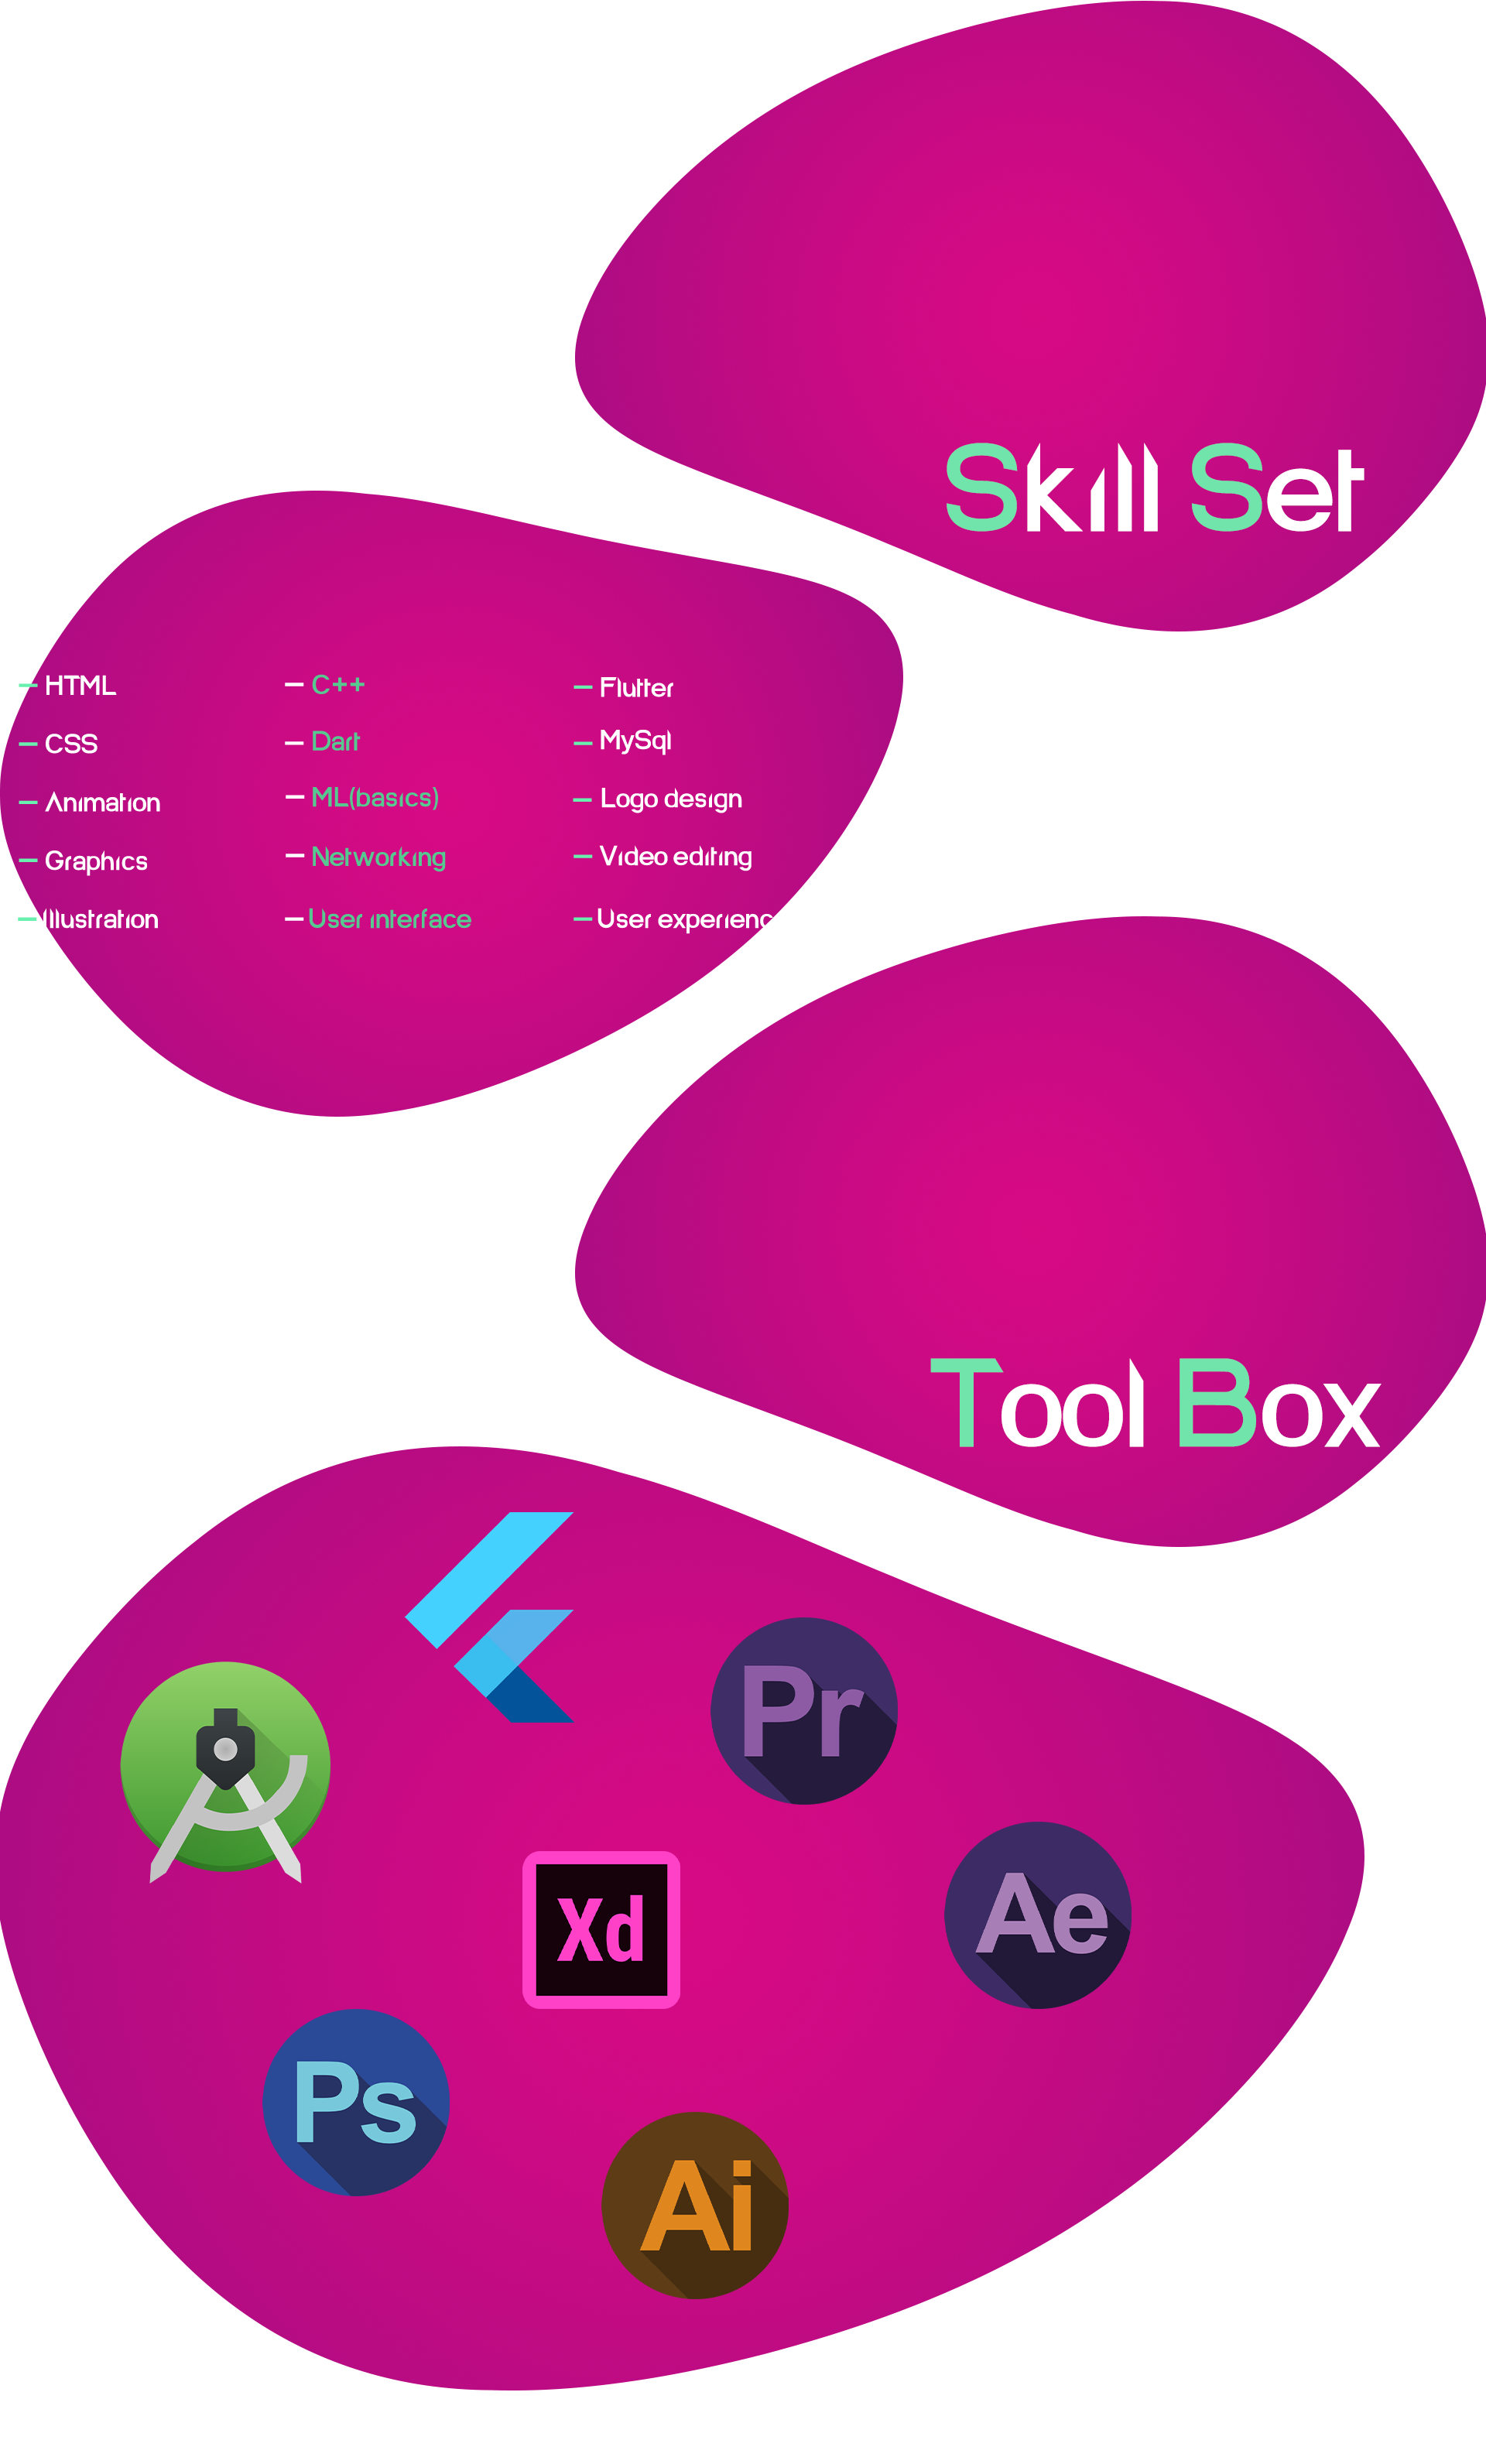 Skill Set
HTML
C++
Flutter
CSS
Dart
MySql
Animation
ML(basics)
Logo design
Graphics
Networking
Video editing
Illustration
User interface
User experienc
Tool Box
Pr
Ae
Xd
Ps
Ai